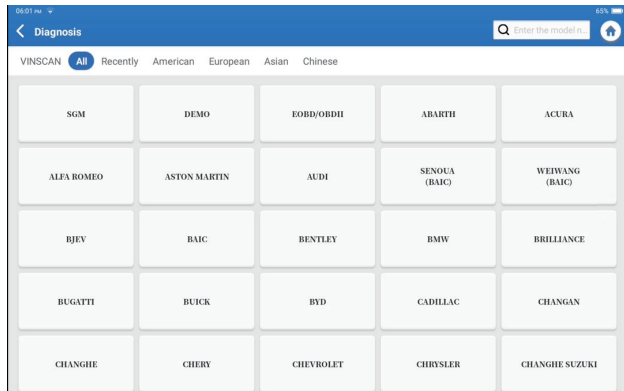 06:01 PM 65%
Diagnosis Enter the model n...
VINSCAN All Recently American European Asian Chinese
SGM DEMO EOBD/OBDII ABARTH ACURA
ALFA ROMEO ASTON MARTIN AUDI SENOUA (BAIC) WEIWANG (BAIC)
BJEV BAIC BENTLEY BMW BRILLIANCE
BUGATTI BUICK BYD CADILLAC CHANGAN
CHANGHE CHERY CHEVROLET CHRYSLER CHANGHE SUZUKI